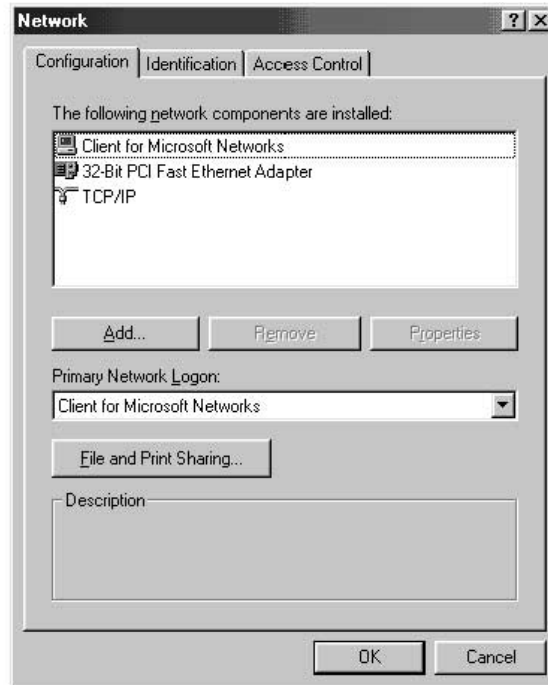 Network
Configuration Identification Access Control
The following network components are installed:
Client for Microsoft Networks
32-Bit PCI Fast Ethernet Adapter
TCP/IP
Add... Remove Properties
Primary Network Logon:
Client for Microsoft Networks
File and Print Sharing...
Description
OK Cancel